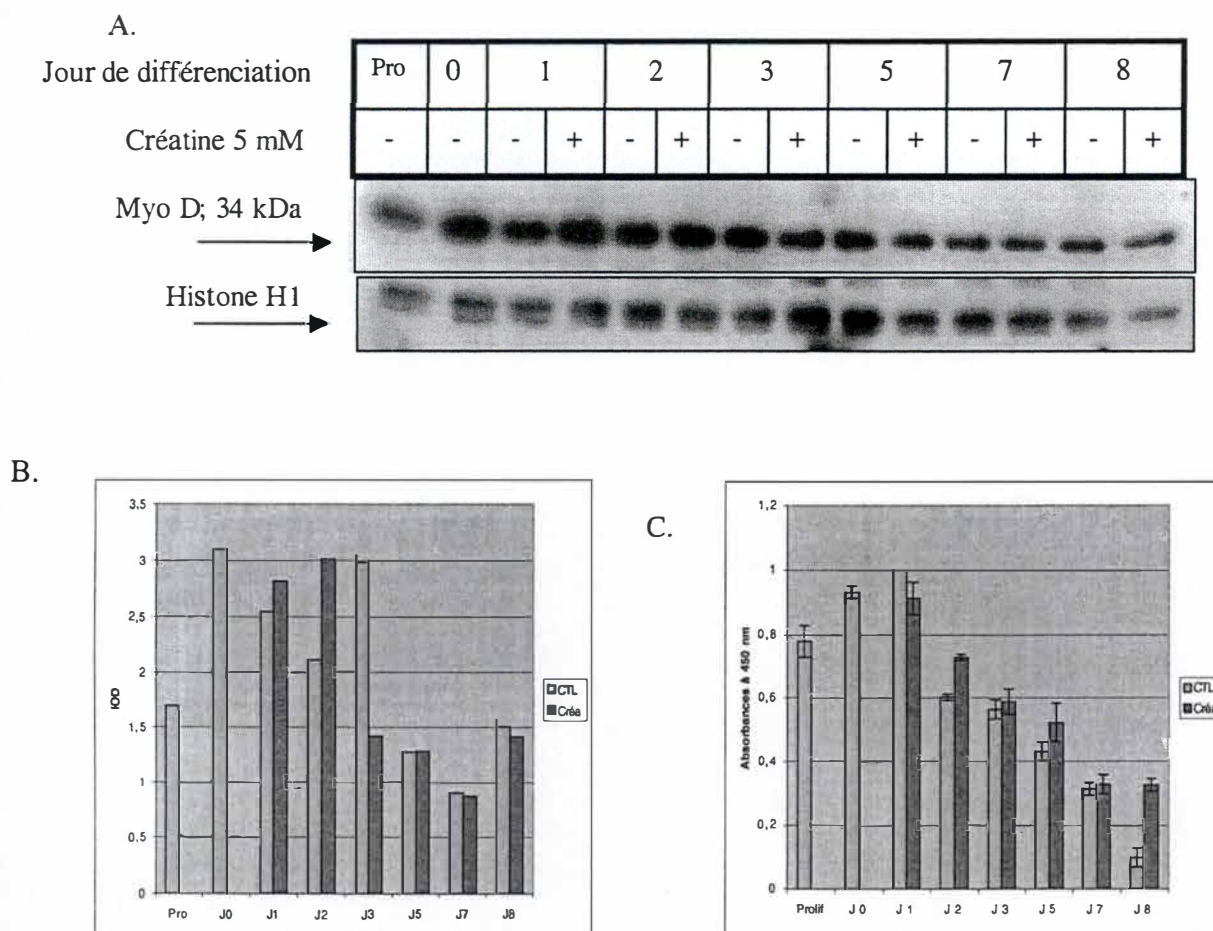 A.
Jour de différenciation Pro 0 1 2 3 5 7 8
Créatine 5 mM - - - + - + - + - + - + - +
Myo D; 34 kDa
Histone H1
B.
3,5
3
2,5
2
1,5
1
0,5
0
IOD
Pro J0 J1 J2 J3 J5 J7 J8
CTL
Créa
C.
1,2
1
0,8
0,6
0,4
0,2
0
Absorbances à 450 nm
Prolif J 0 J 1 J 2 J 3 J 5 J 7 J 8
CTL